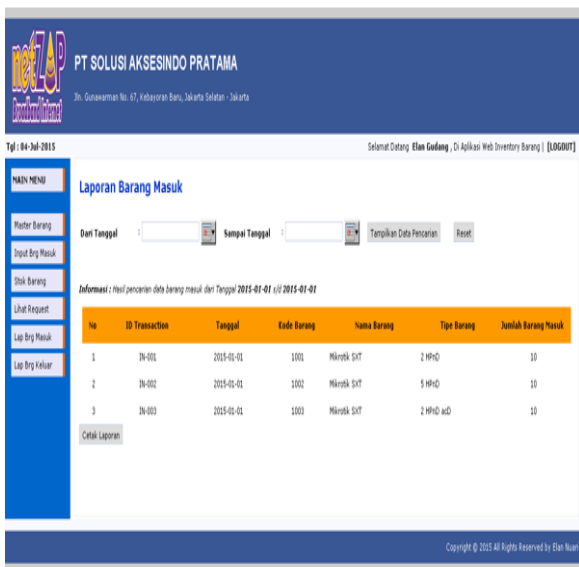 netZAP
Broadband Internet
PT SOLUSI AKSESINDO PRATAMA
Jln. Gunawarman No. 67, Kebayoran Baru, Jakarta Selatan - Jakarta
Tgl : 04-Jul-2015
Selamat Datang Elan Gudang , Di Aplikasi Web Inventory Barang | [LOGOUT]
MAIN MENU
Master Barang
Input Brg Masuk
Stok Barang
Lihat Request
Lap Brg Masuk
Lap Brg Keluar
Laporan Barang Masuk
Dari Tanggal : Sampai Tanggal : Tampilkan Data Pencarian Reset
Informasi : Hasil pencarian data barang masuk dari Tanggal 2015-01-01 s/d 2015-01-01
No ID Transaction Tanggal Kode Barang Nama Barang Tipe Barang Jumlah Barang Masuk
1 IN-001 2015-01-01 1001 Mikrotik SXT 2 HPnD 10
2 IN-002 2015-01-01 1002 Mikrotik SXT 5 HPnD 10
3 IN-003 2015-01-01 1003 Mikrotik SXT 2 HPnD acD 10
Cetak Laporan
Copyright © 2015 All Rights Reserved by Elan Nuari